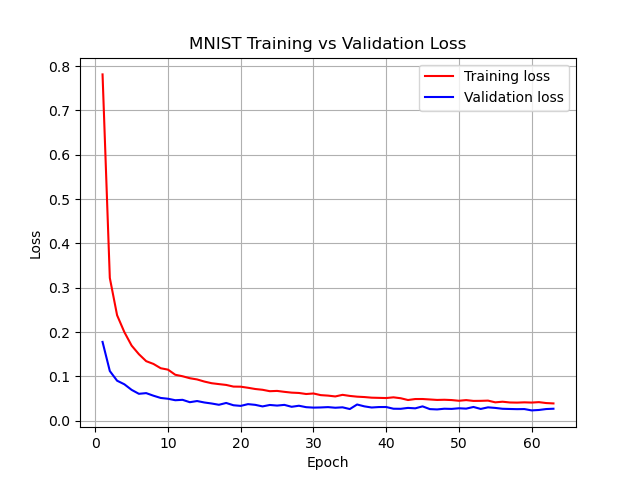 MNIST Training vs Validation Loss
Training loss
Validation loss
0.8
0.7
0.6
0.5
0.4
0.3
0.2
0.1
0.0
Loss
0 10 20 30 40 50 60
Epoch